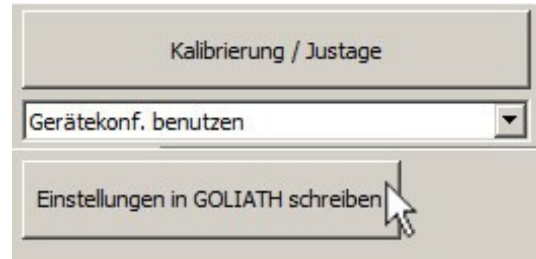 Kalibrierung / Justage
Gerätekonf. benutzen
Einstellungen in GOLIATH schreiben